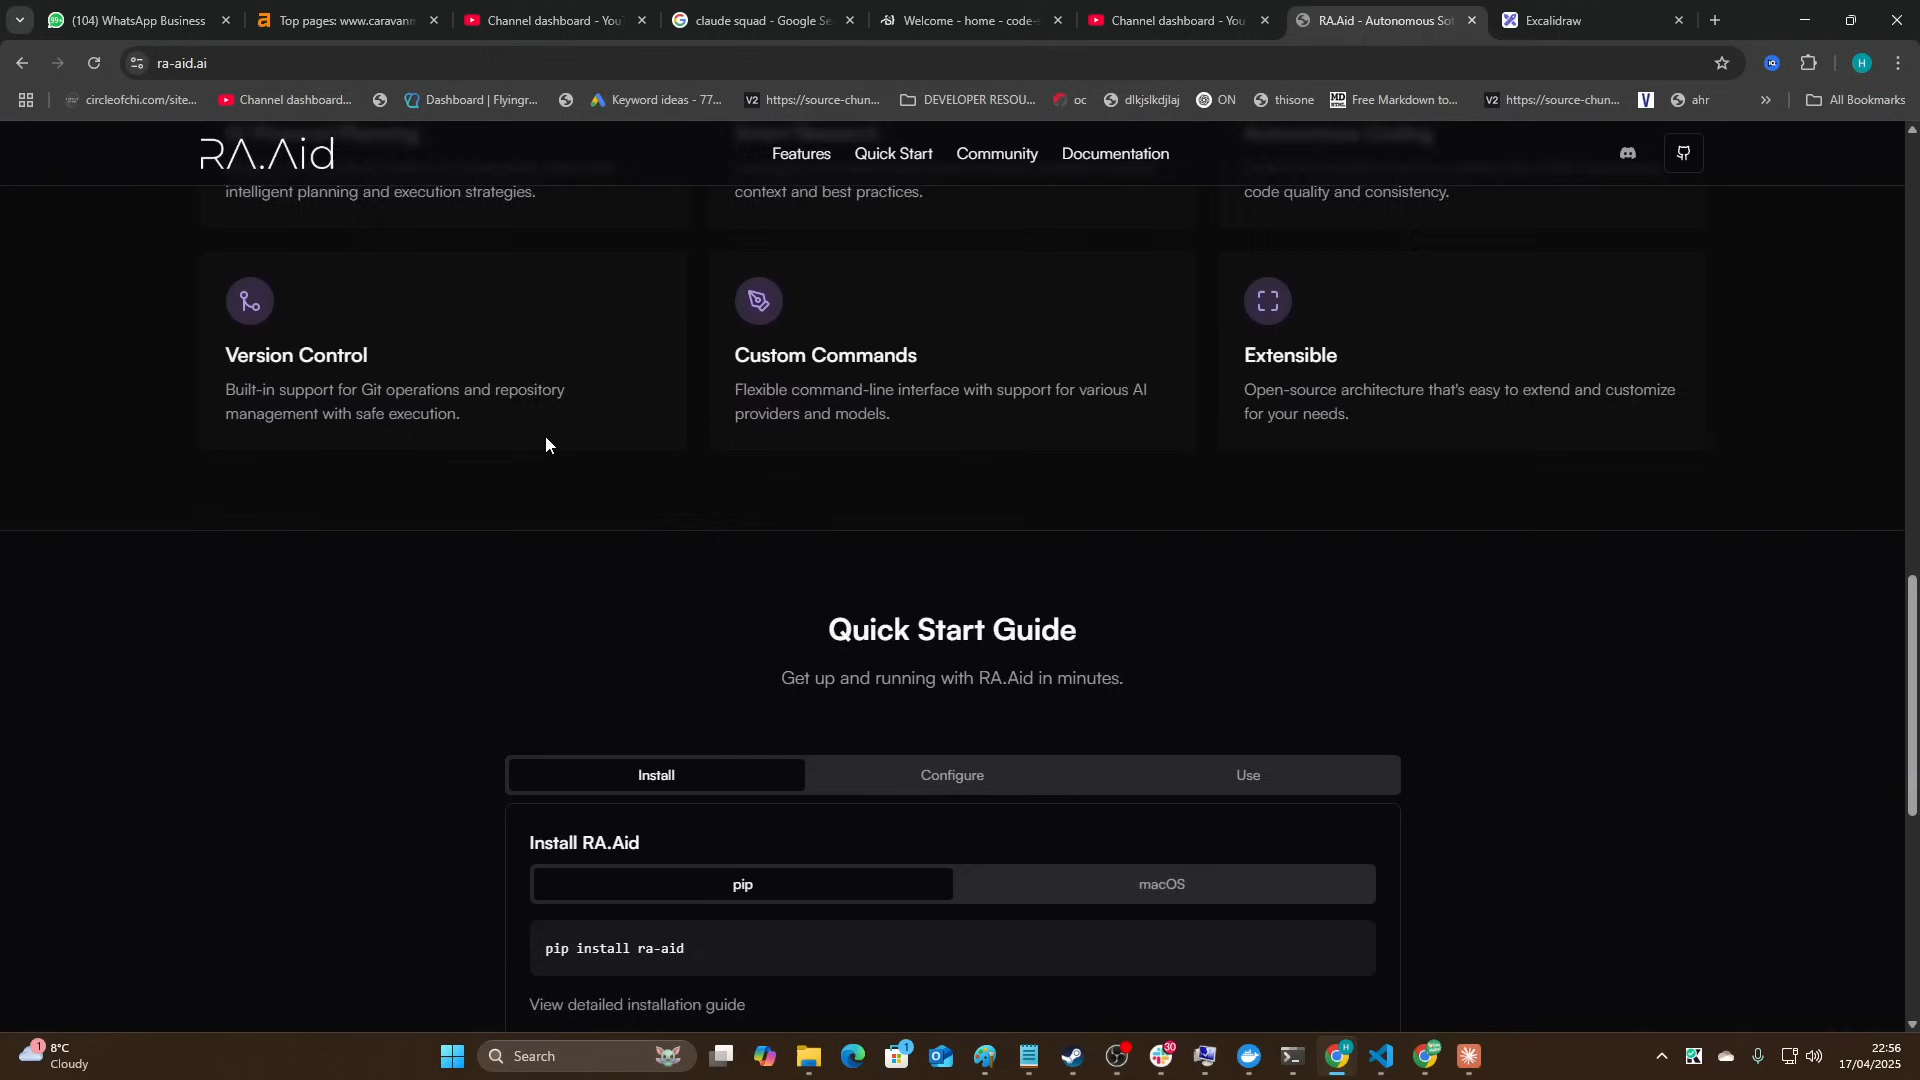 (104) WhatsApp Business
Top pages: www.caravanm
Channel dashboard - You
claude squad - Google Se
Welcome - home - code-s
Channel dashboard - You
RA.Aid - Autonomous Sof
Excalidraw
ra-aid.ai
H
circleofchi.com/site...
Channel dashboard...
Dashboard | Flyingr...
Keyword ideas - 77...
V2 https://source-chun...
DEVELOPER RESOU...
oc
dlkjslkdjlaj
ON
thisone
Free Markdown to...
V2 https://source-chun...
ahr
All Bookmarks
RA.Aid
Features
Quick Start
Community
Documentation
intelligent planning and execution strategies.
context and best practices.
code quality and consistency.
Version Control
Built-in support for Git operations and repository
management with safe execution.
Custom Commands
Flexible command-line interface with support for various AI
providers and models.
Extensible
Open-source architecture that's easy to extend and customize
for your needs.
Quick Start Guide
Get up and running with RA.Aid in minutes.
Install
Configure
Use
Install RA.Aid
pip
macOS
pip install ra-aid
View detailed installation guide
1
8°C
Cloudy
Search
1
30
22:56
17/04/2025